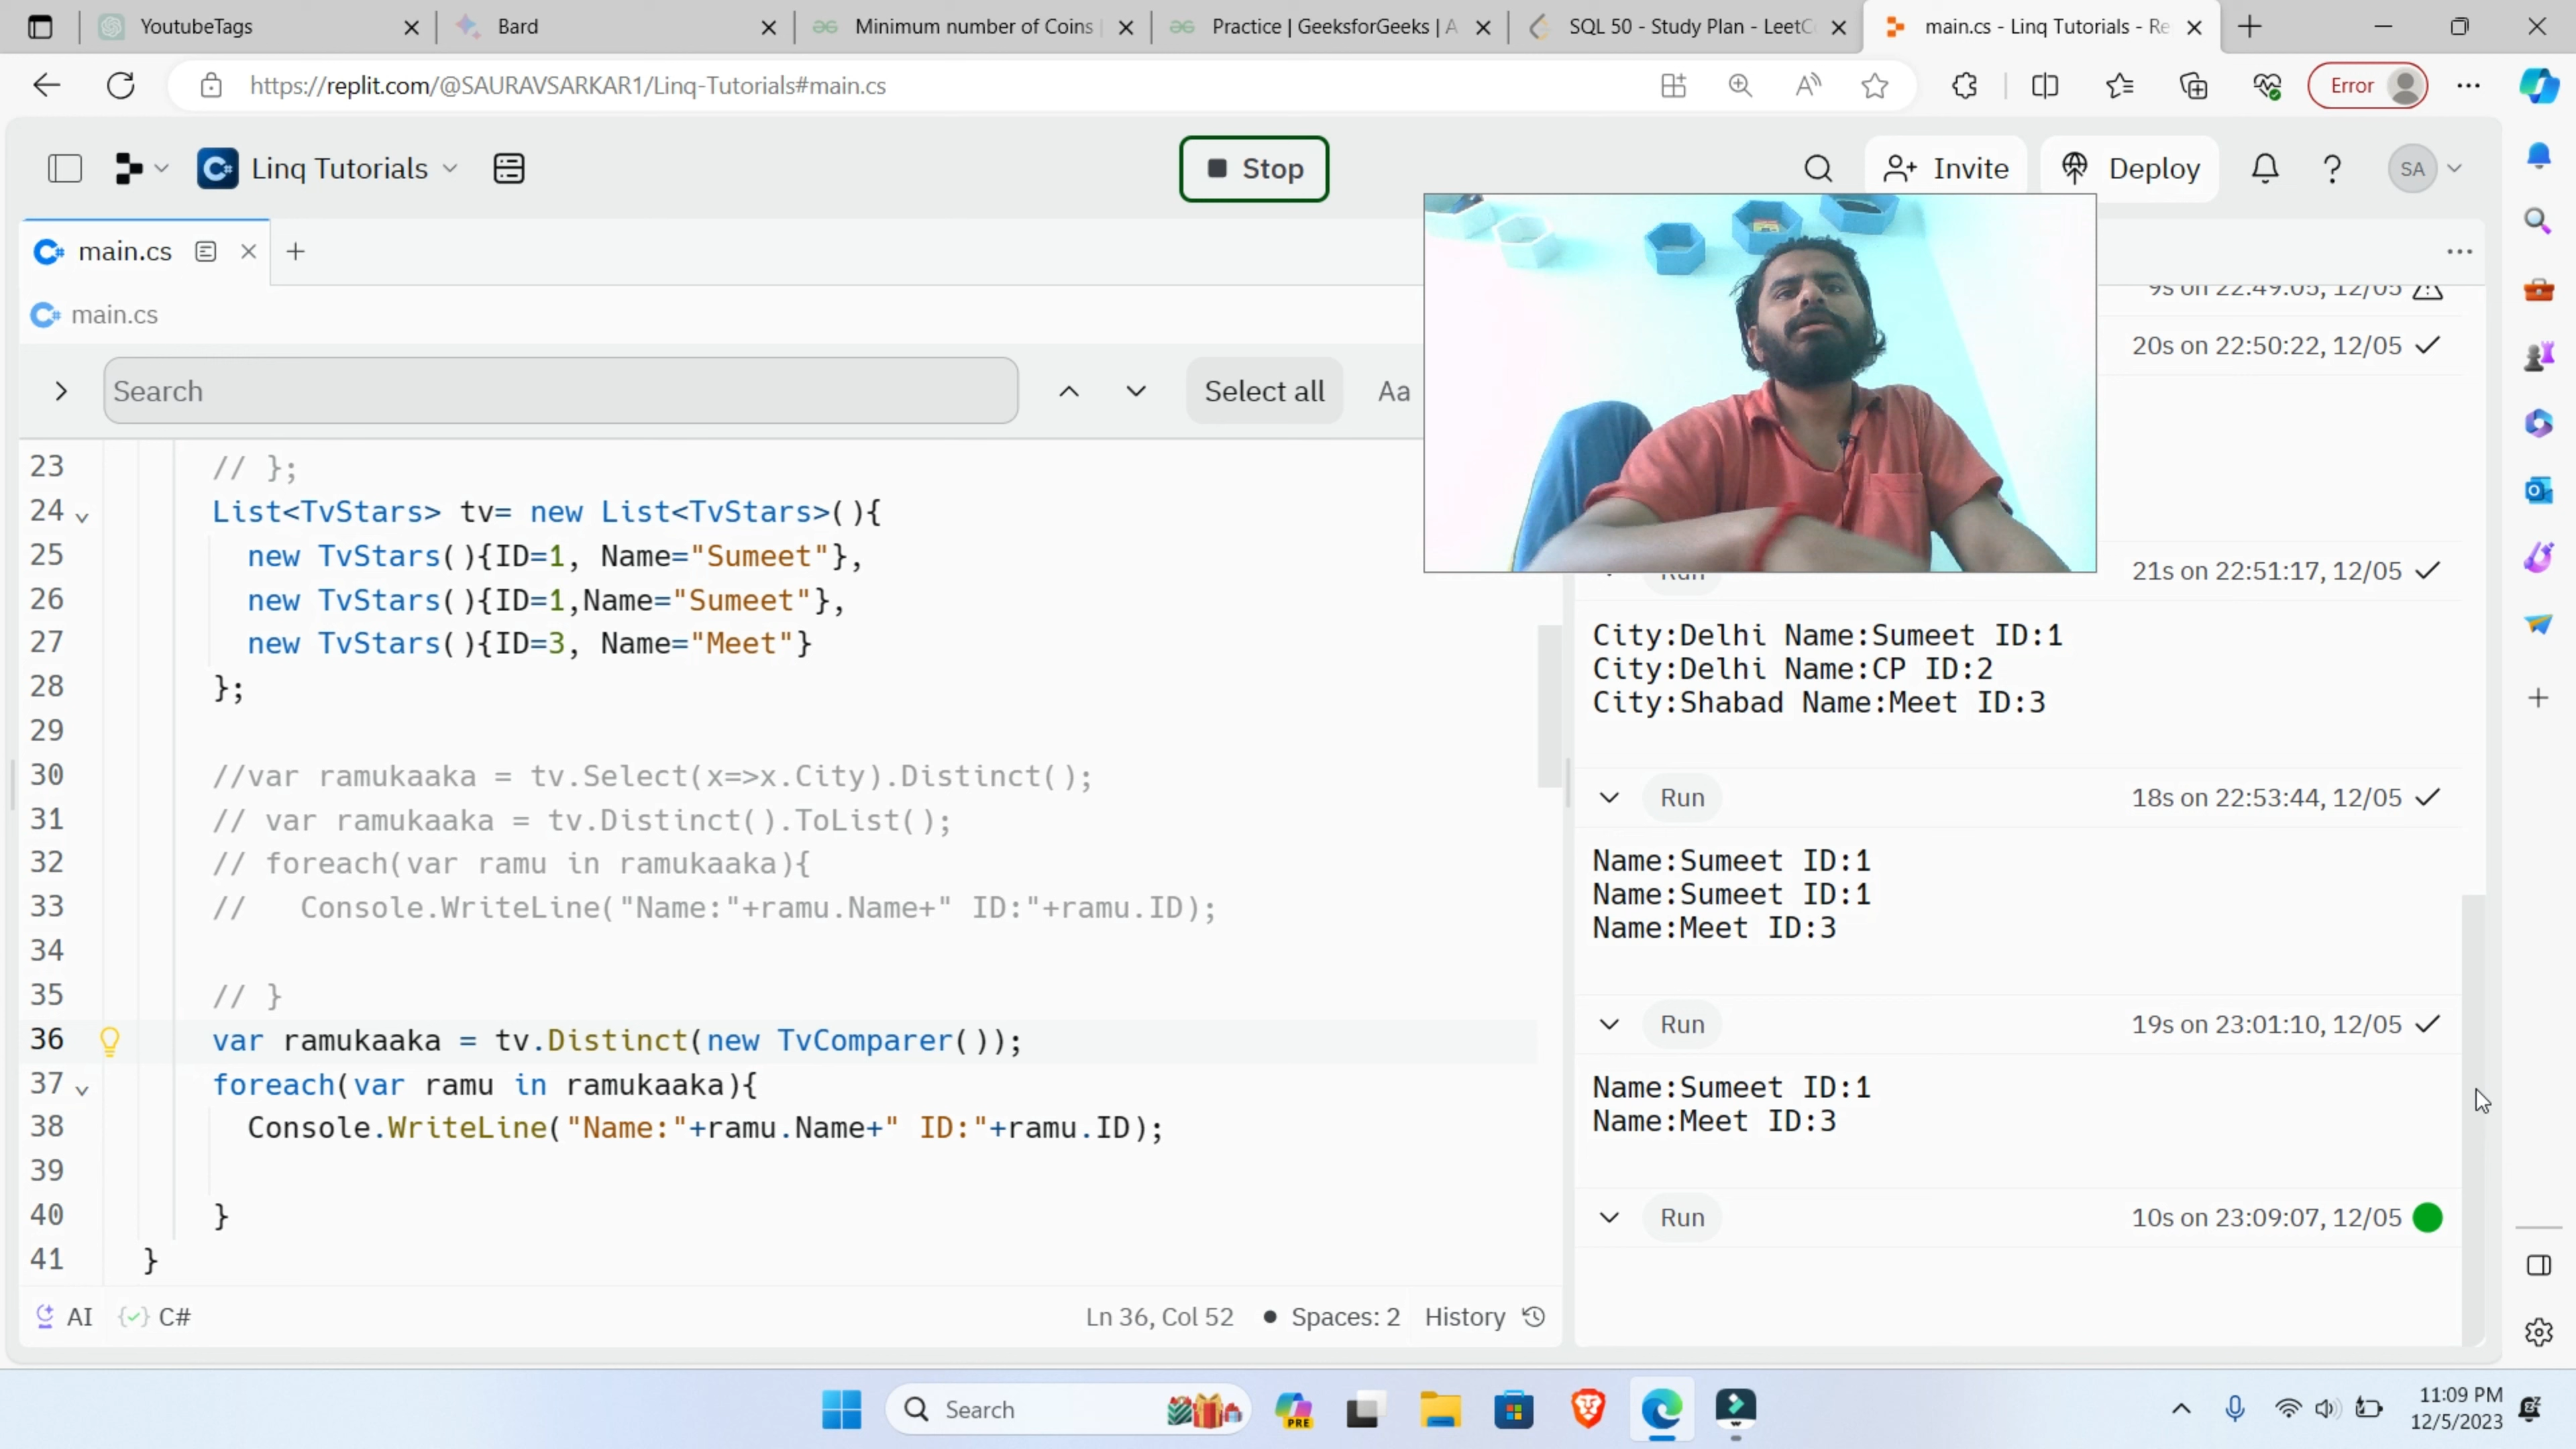 YoutubeTags
Bard
Minimum number of Coins |
Practice | GeeksforGeeks | A
SQL 50 - Study Plan - LeetC
main.cs - Linq Tutorials - Re
https://replit.com/@SAURAVSARKAR1/Linq-Tutorials#main.cs
Error
Linq Tutorials
Stop
Invite
Deploy
SA
main.cs
main.cs
Search
Select all
Aa
23 // };
24 List<TvStars> tv= new List<TvStars>(){
25 new TvStars(){ID=1, Name="Sumeet"},
26 new TvStars(){ID=1,Name="Sumeet"},
27 new TvStars(){ID=3, Name="Meet"}
28 };
29
30 //var ramukaaka = tv.Select(x=>x.City).Distinct();
31 // var ramukaaka = tv.Distinct().ToList();
32 // foreach(var ramu in ramukaaka){
33 //   Console.WriteLine("Name:"+ramu.Name+" ID:"+ramu.ID);
34
35 // }
36 var ramukaaka = tv.Distinct(new TvComparer());
37 foreach(var ramu in ramukaaka){
38 Console.WriteLine("Name:"+ramu.Name+" ID:"+ramu.ID);
39
40 }
41 }
AI
C#
Ln 36, Col 52
Spaces: 2
History
9s on 22:49:05, 12/05
20s on 22:50:22, 12/05
Run
21s on 22:51:17, 12/05
City:Delhi Name:Sumeet ID:1
City:Delhi Name:CP ID:2
City:Shabad Name:Meet ID:3
Run
18s on 22:53:44, 12/05
Name:Sumeet ID:1
Name:Sumeet ID:1
Name:Meet ID:3
Run
19s on 23:01:10, 12/05
Name:Sumeet ID:1
Name:Meet ID:3
Run
10s on 23:09:07, 12/05
Search
PRE
11:09 PM
12/5/2023